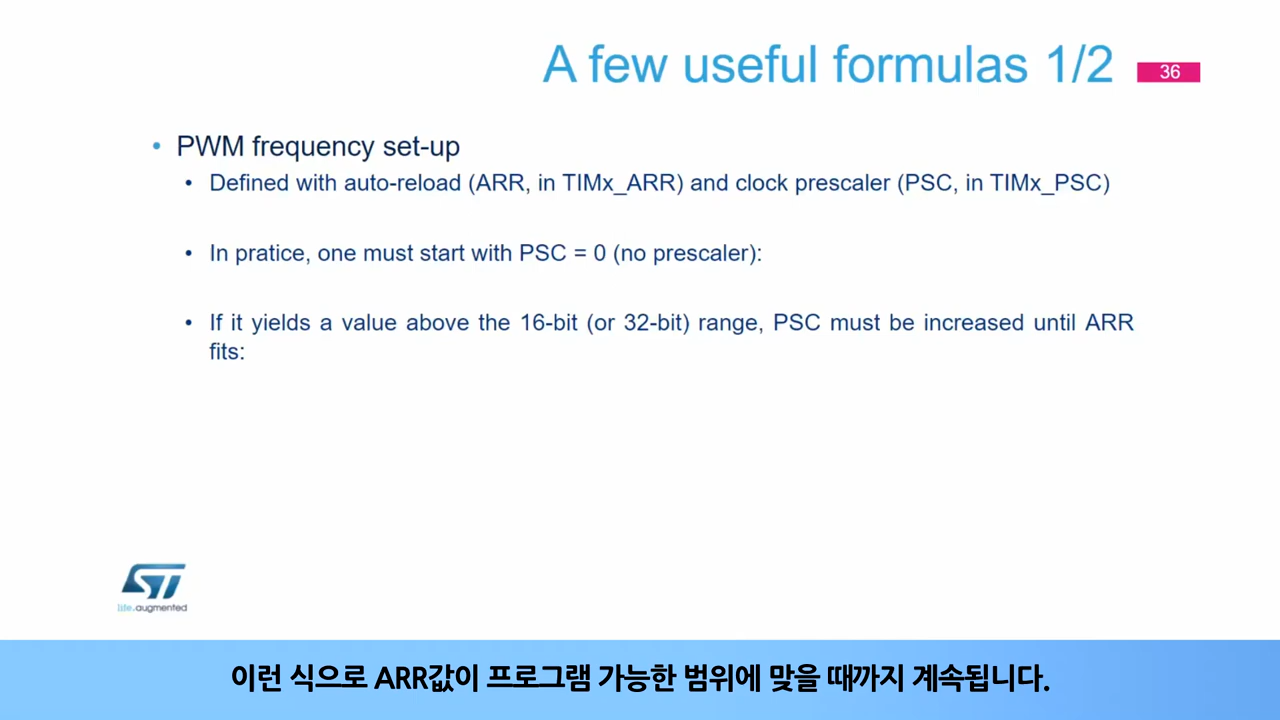 A few useful formulas 1/2
36
• PWM frequency set-up
• Defined with auto-reload (ARR, in TIMx_ARR) and clock prescaler (PSC, in TIMx_PSC)
• In pratice, one must start with PSC = 0 (no prescaler):
• If it yields a value above the 16-bit (or 32-bit) range, PSC must be increased until ARR
fits:
ST
life.augmented
이런 식으로 ARR값이 프로그램 가능한 범위에 맞을 때까지 계속됩니다.